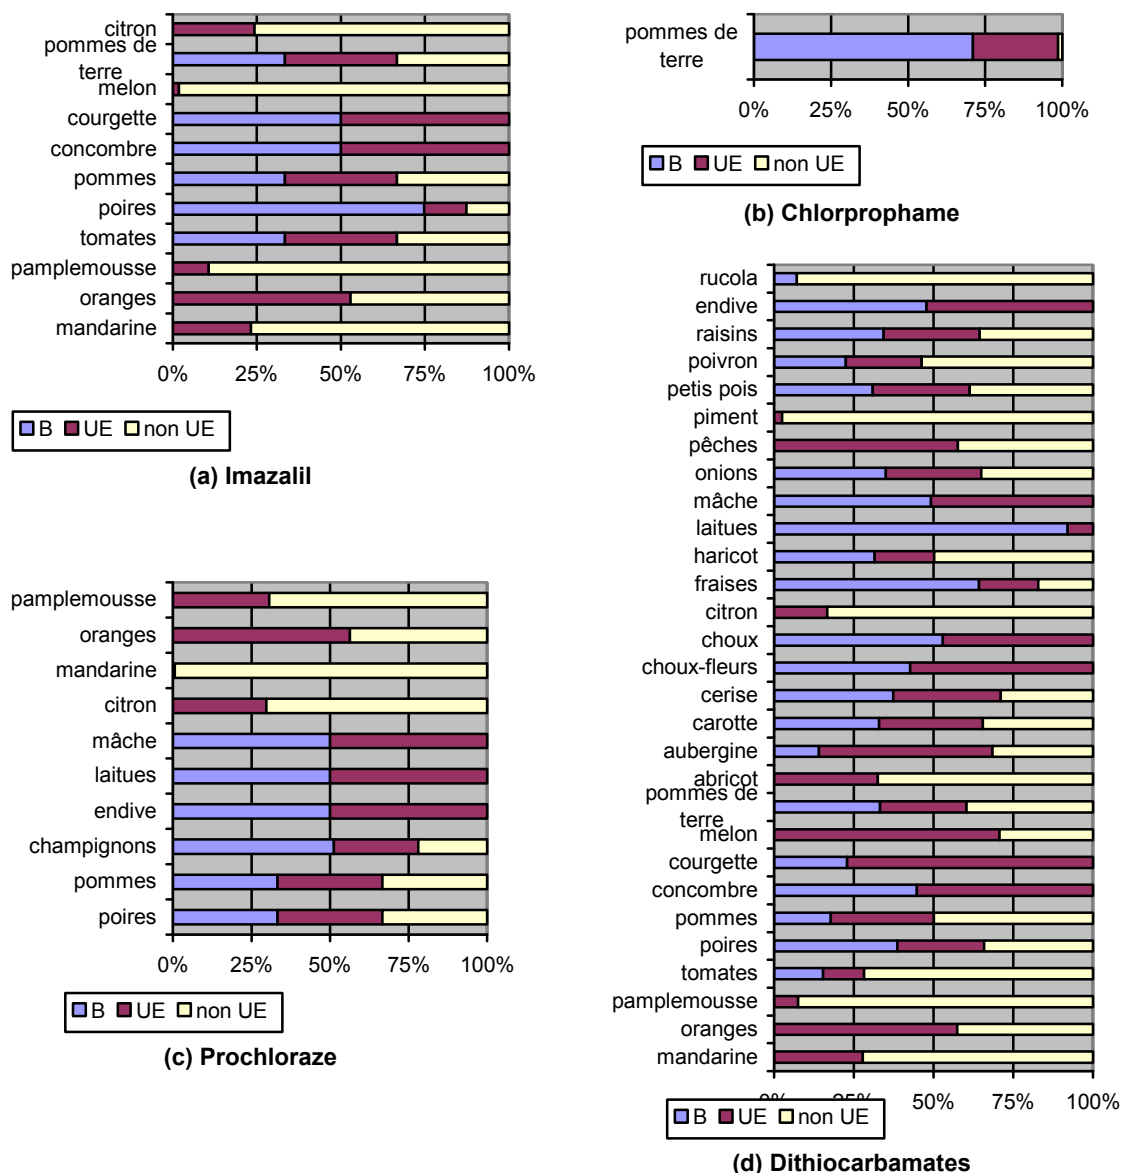 citron
pommes de
terre
melon
courgette
concombre
pommes
poires
tomates
pamplemousse
oranges
mandarine
0% 25% 50% 75% 100%
B UE non UE
(a) Imazalil
pommes de
terre
0% 25% 50% 75% 100%
B UE non UE
(b) Chlorprophame
pamplemousse
oranges
mandarine
citron
mâche
laitues
endive
champignons
pommes
poires
0% 25% 50% 75% 100%
B UE non UE
(c) Prochloraze
rucola
endive
raisins
poivron
petis pois
piment
pêches
onions
mâche
laitues
haricot
fraises
citron
choux
choux-fleurs
cerise
carotte
aubergine
abricot
pommes de
terre
melon
courgette
concombre
pommes
poires
tomates
pamplemousse
oranges
mandarine
0% 25% 50% 75% 100%
B UE non UE
(d) Dithiocarbamates